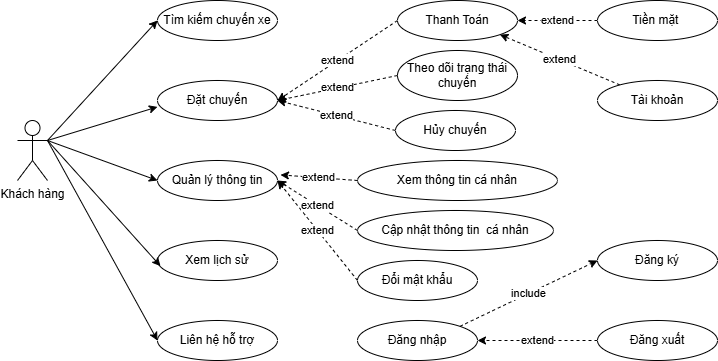 Tìm kiếm chuyến xe
Thanh Toán
extend
Tiền mặt
extend
extend
Theo dõi trạng thái
chuyến
extend
Đặt chuyến
Tài khoản
extend
Hủy chuyến
Khách hàng
Quản lý thông tin
extend
Xem thông tin cá nhân
extend
Cập nhật thông tin cá nhân
extend
Xem lịch sử
Đăng ký
Đổi mật khẩu
include
Liên hệ hỗ trợ
Đăng nhập
extend
Đăng xuất